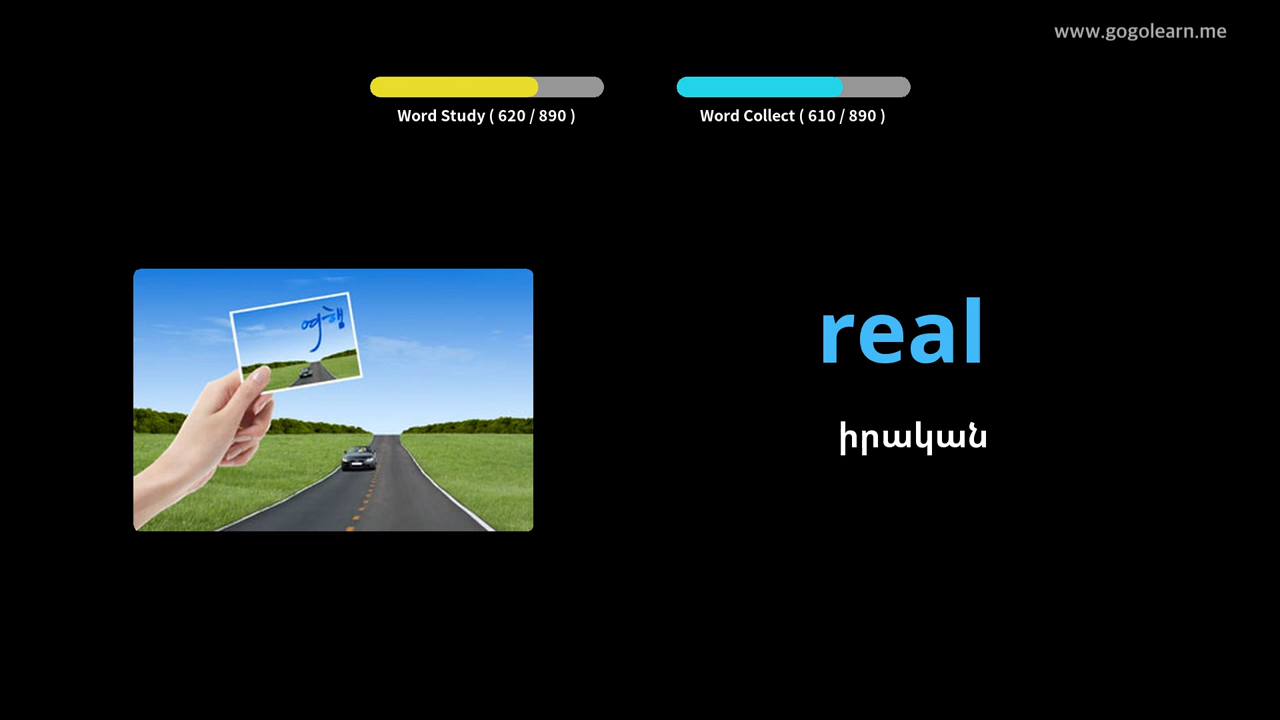 www.gogolearn.me
Word Study ( 620 / 890 )
Word Collect ( 610 / 890 )
여행
real
իրական